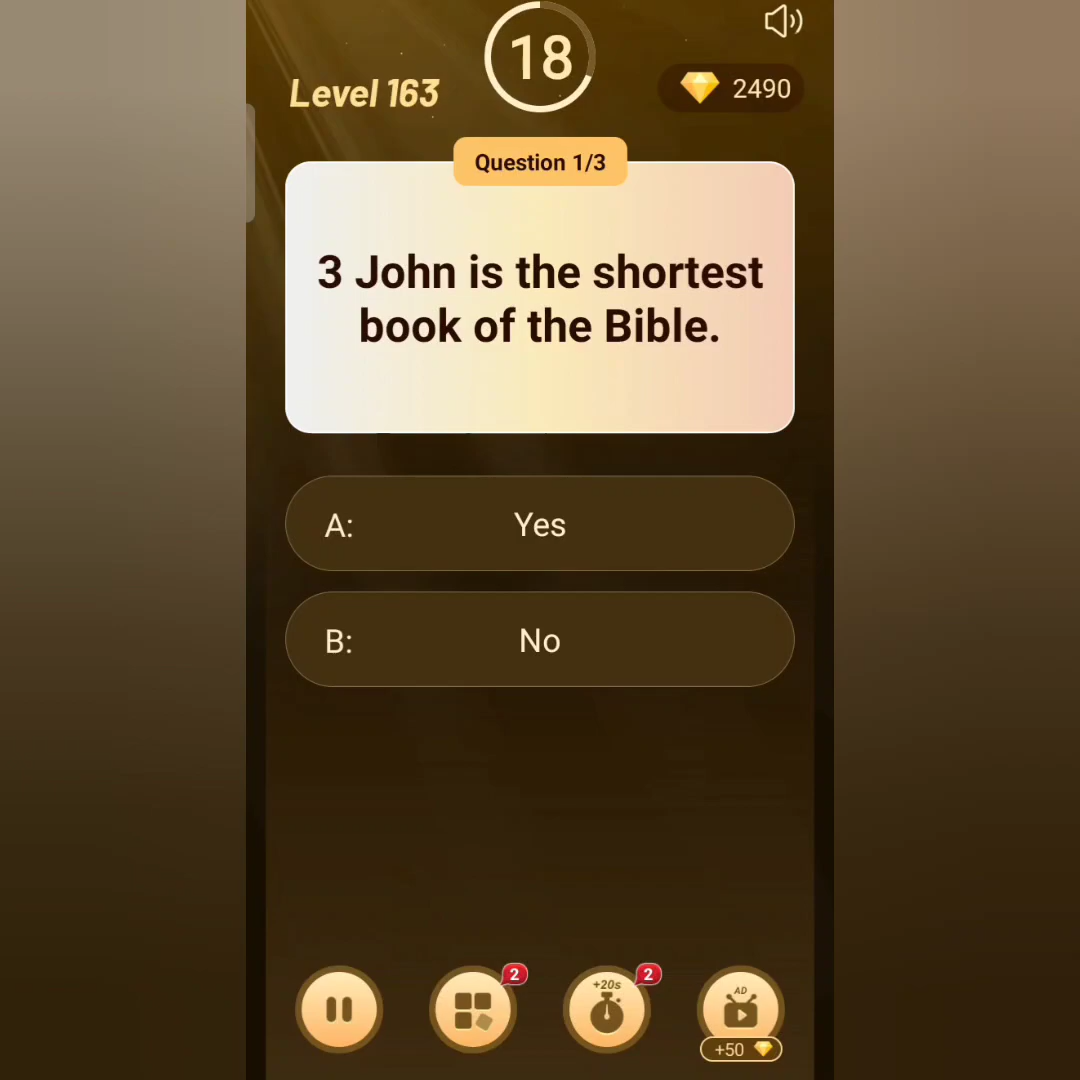 18
Level 163
2490
Question 1/3
3 John is the shortest
book of the Bible.
A: Yes
B: No
2
+20s
2
AD
+50